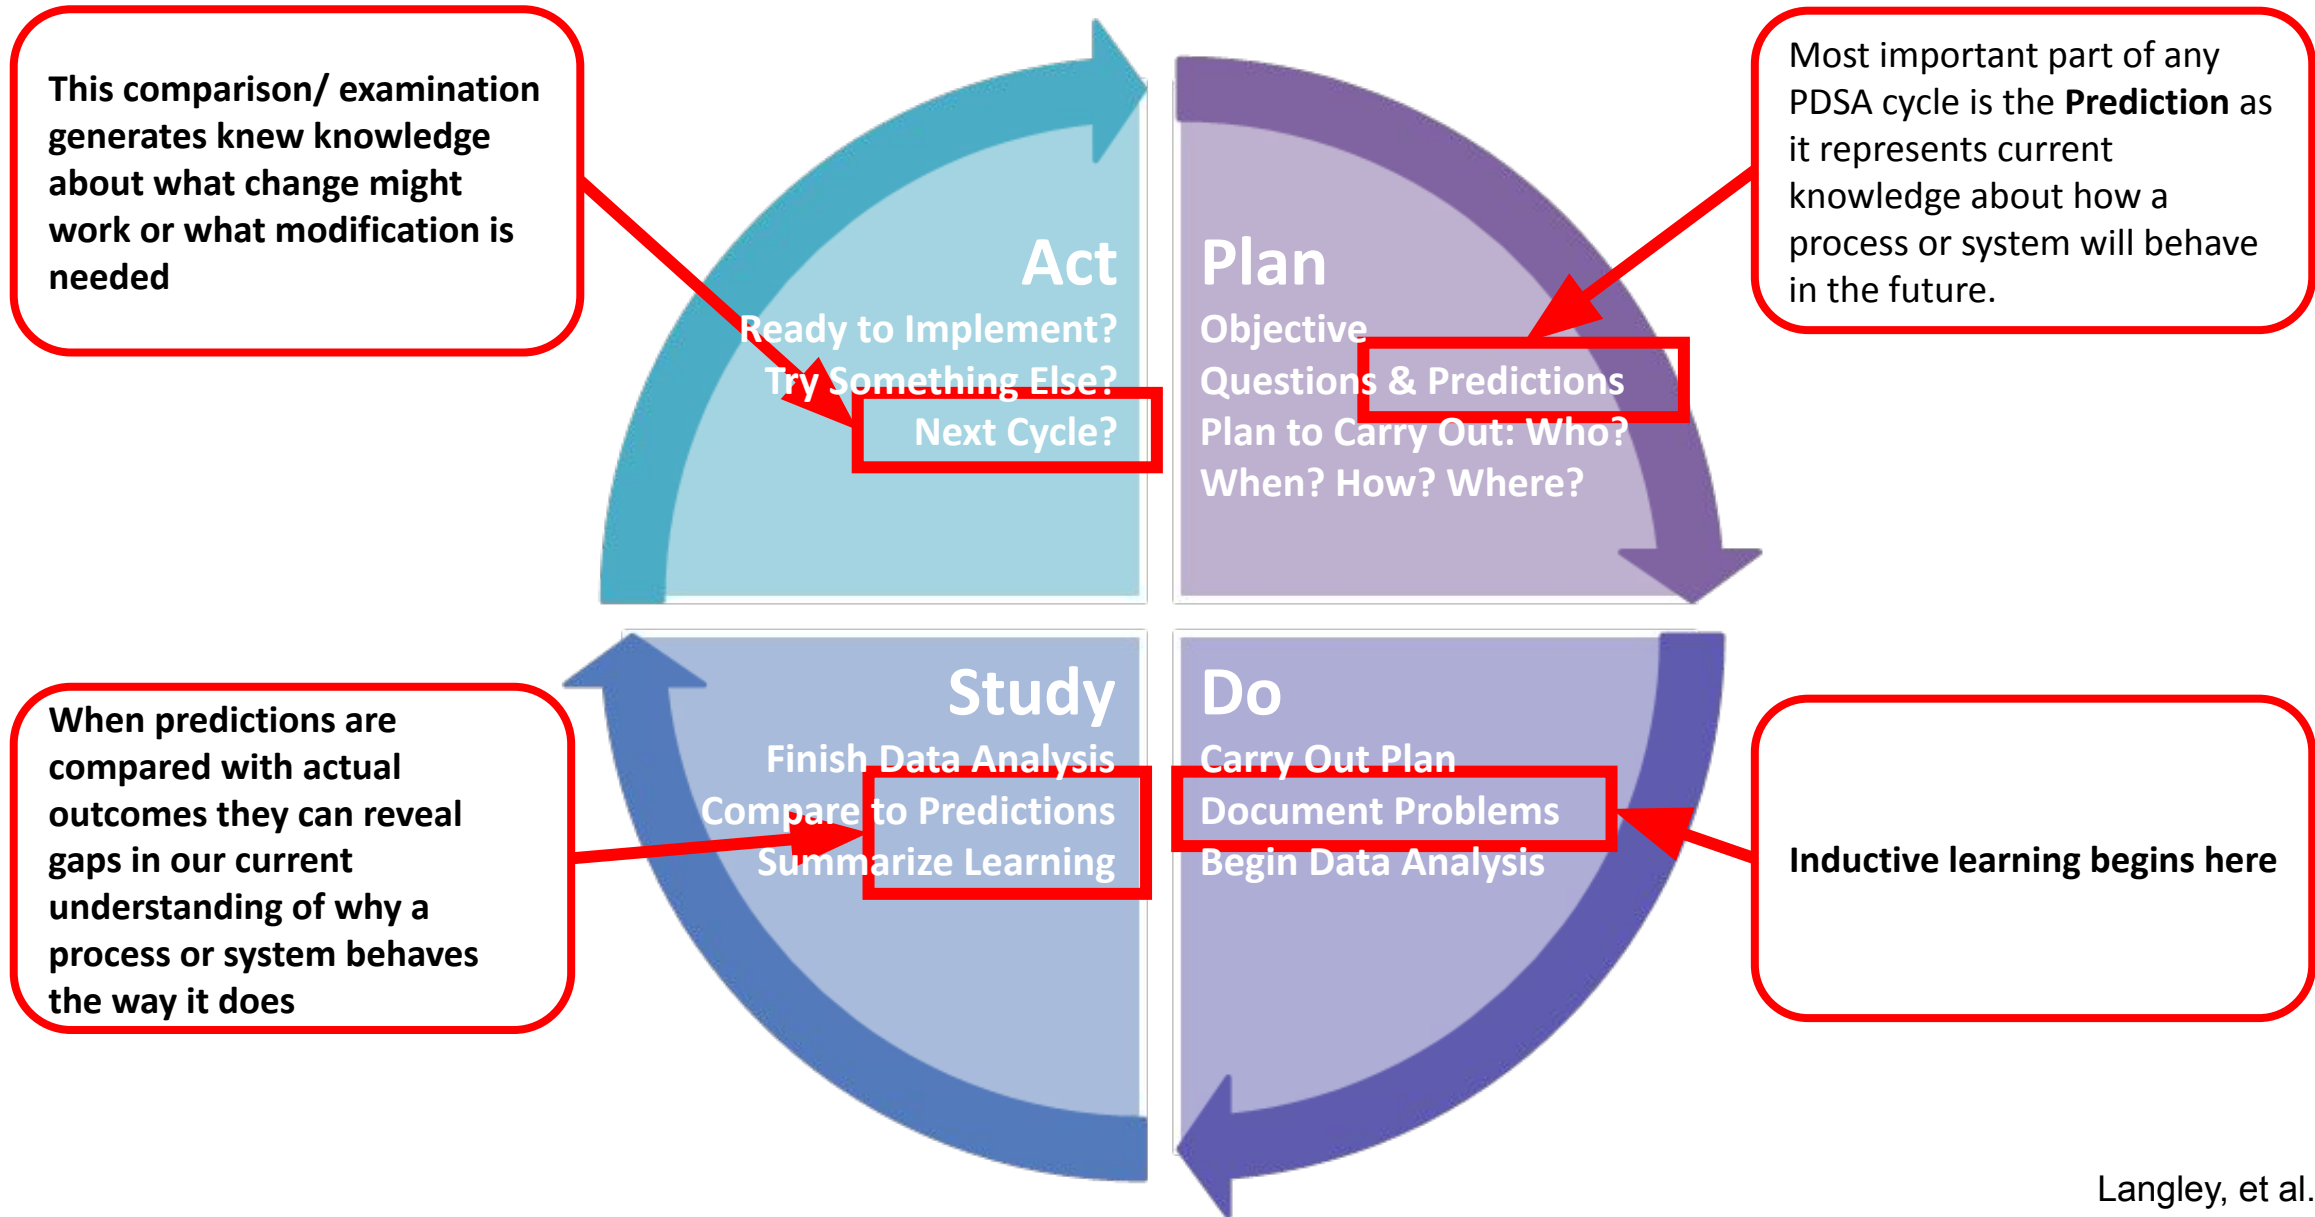 This comparison/ examination
generates knew knowledge
about what change might
work or what modification is
needed
Most important part of any
PDSA cycle is the Prediction as
it represents current
knowledge about how a
process or system will behave
in the future.
Act
Ready to Implement?
Try Something Else?
Next Cycle?
Plan
Objective
Questions & Predictions
Plan to Carry Out: Who?
When? How? Where?
Study
Finish Data Analysis
Compare to Predictions
Summarize Learning
Do
Carry Out Plan
Document Problems
Begin Data Analysis
When predictions are
compared with actual
outcomes they can reveal
gaps in our current
understanding of why a
process or system behaves
the way it does
Inductive learning begins here
Langley, et al.